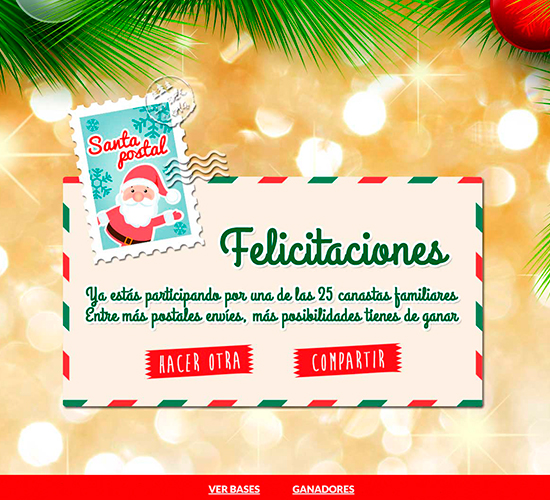 Santa
postal
Felicitaciones
Ya estás participando por una de las 25 canastas familiares
Entre más postales envíes, más posibilidades tienes de ganar
HACER OTRA
COMPARTIR
VER BASES
GANADORES